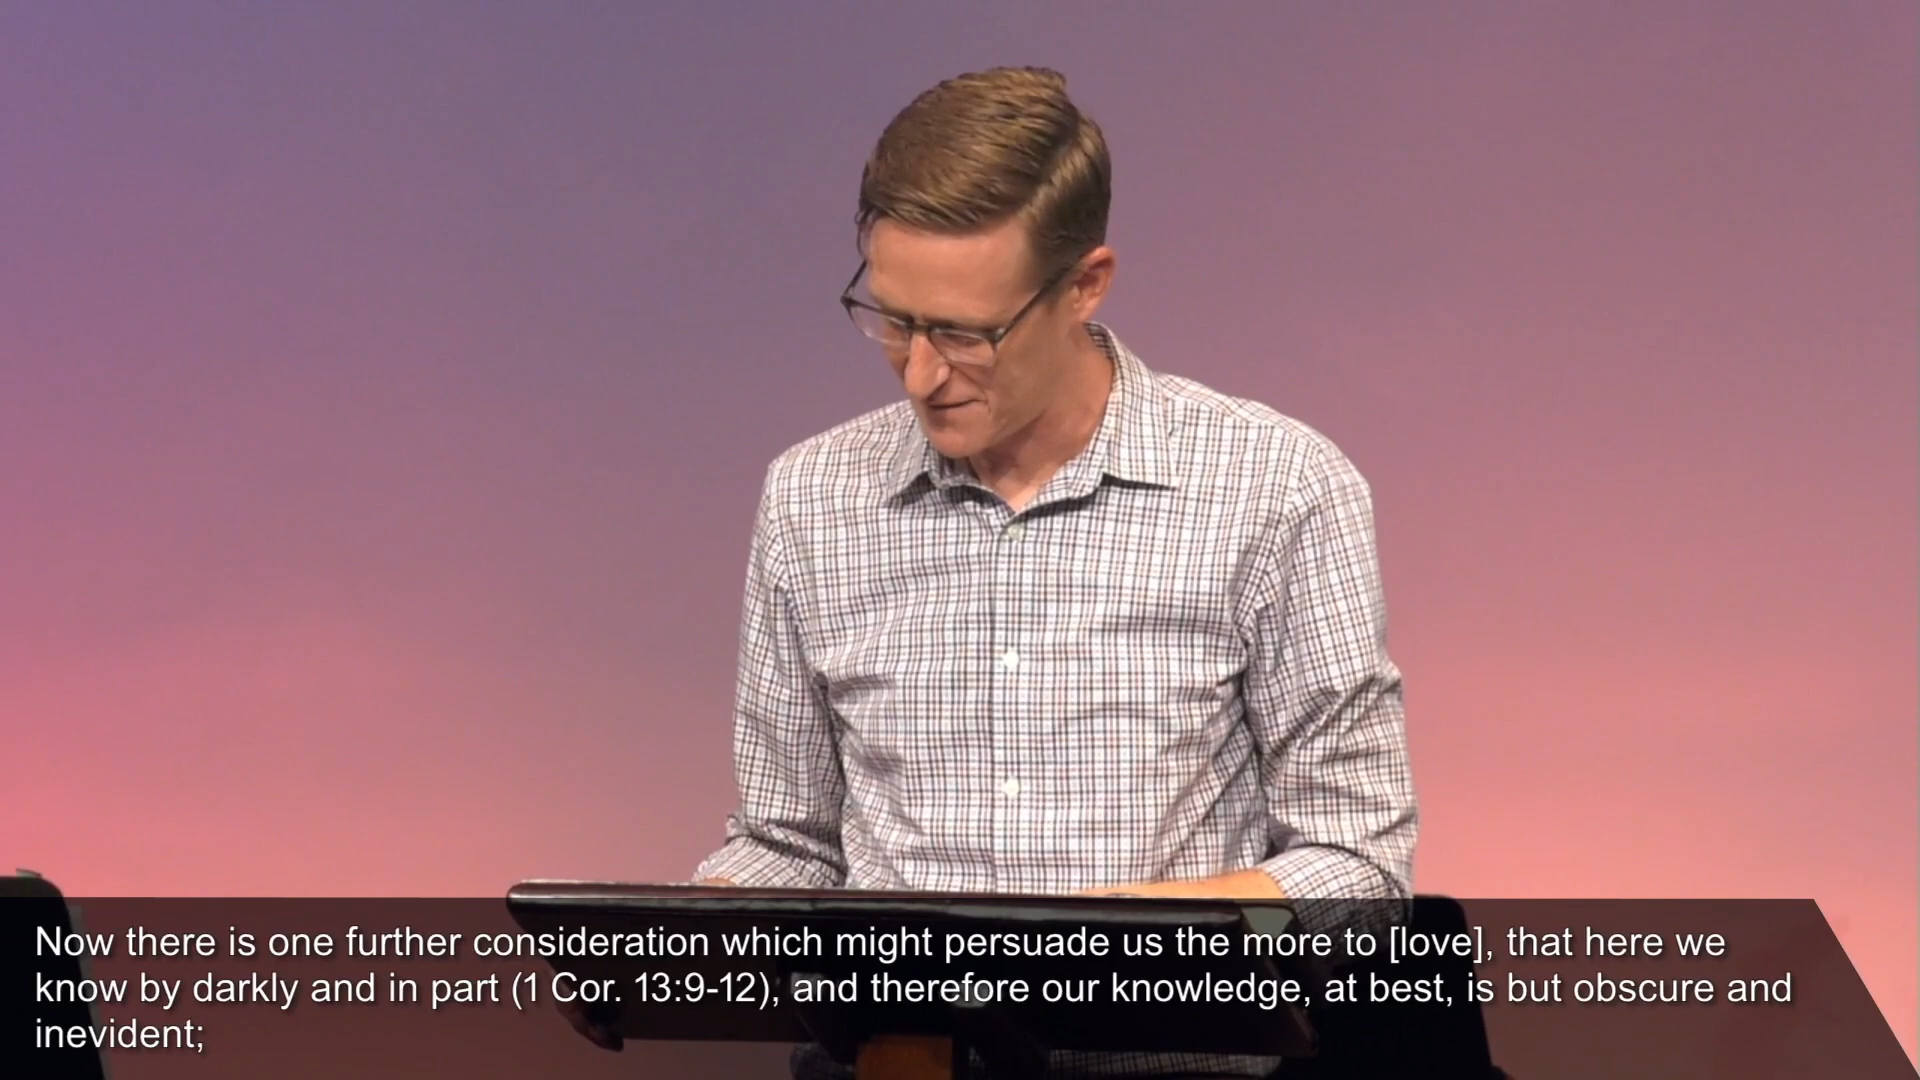 Now there is one further consideration which might persuade us the more to [love], that here we
know by darkly and in part (1 Cor. 13:9-12), and therefore our knowledge, at best, is but obscure and
inevident;